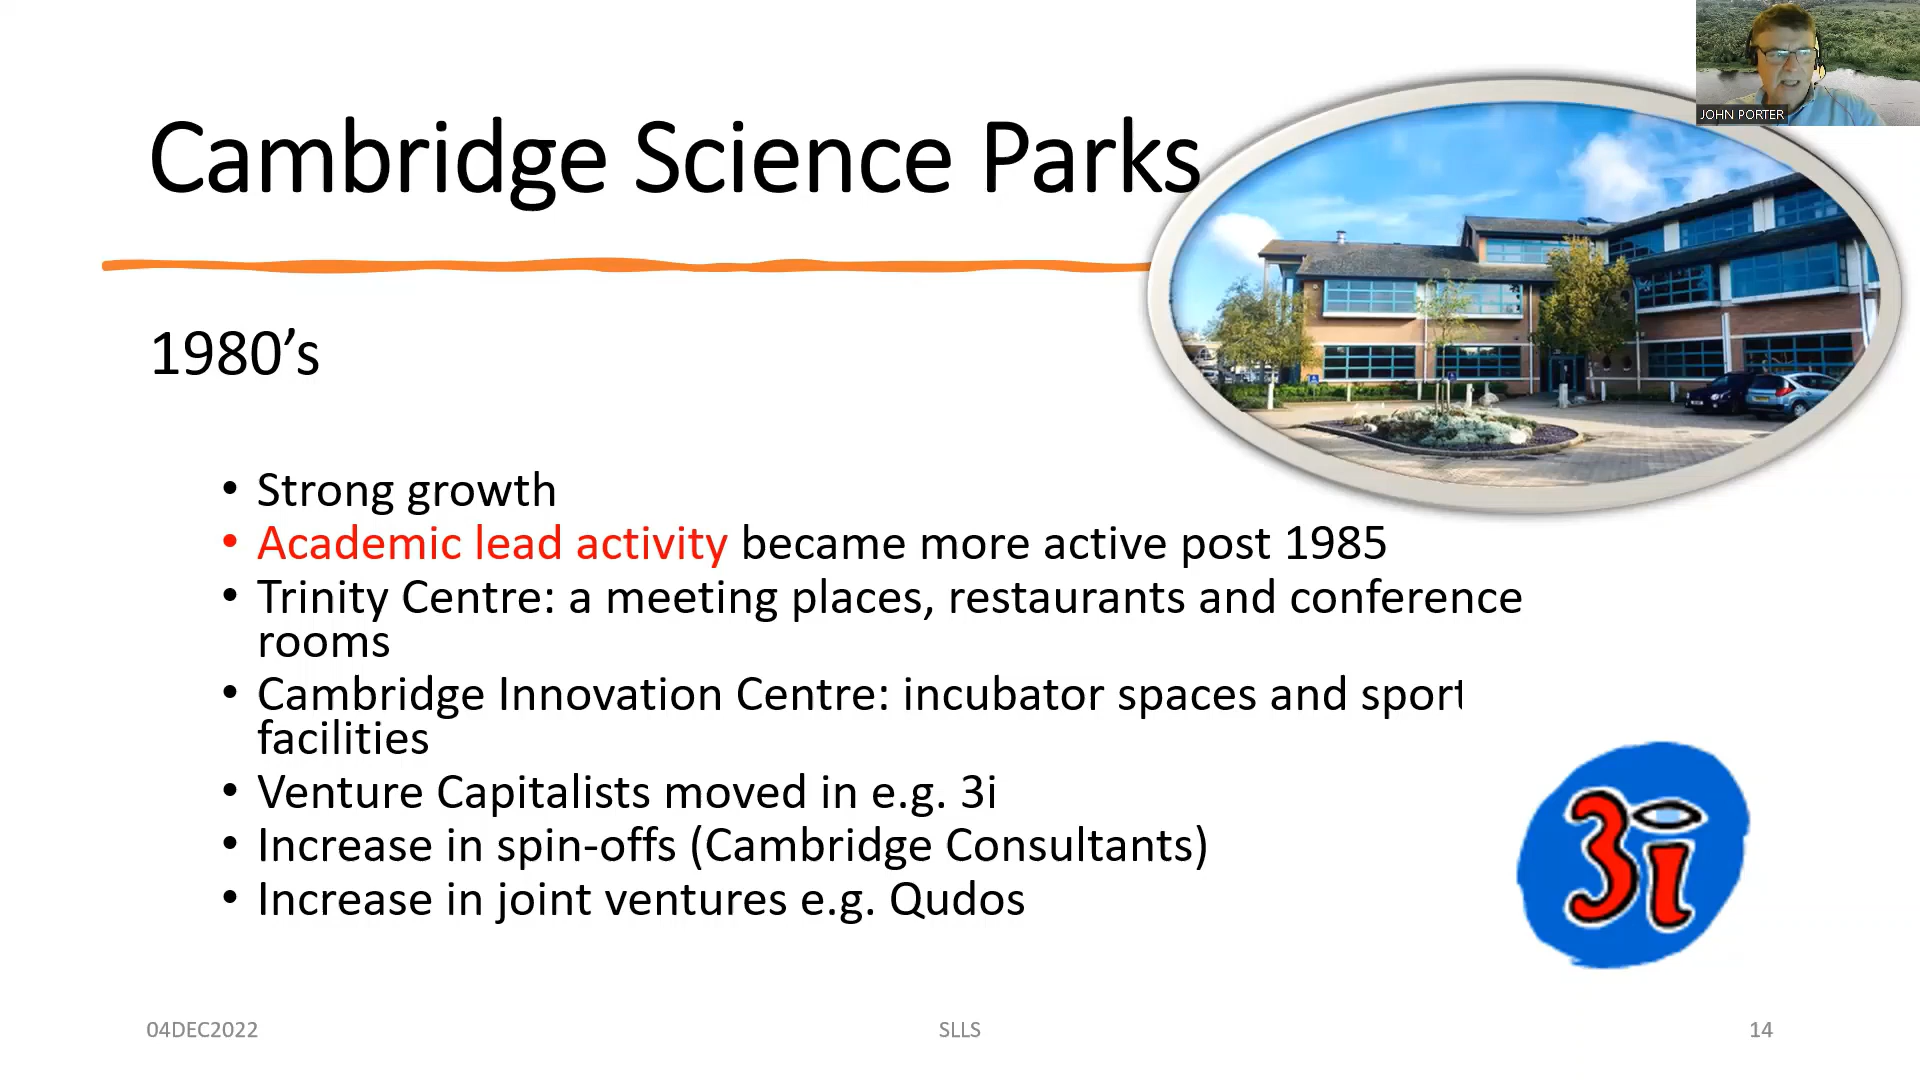 JOHN PORTER
Cambridge Science Parks
1980’s
• Strong growth
• Academic lead activity became more active post 1985
• Trinity Centre: a meeting places, restaurants and conference
rooms
• Cambridge Innovation Centre: incubator spaces and sport
facilities
• Venture Capitalists moved in e.g. 3i
• Increase in spin-offs (Cambridge Consultants)
• Increase in joint ventures e.g. Qudos
3i
04DEC2022
SLLS
14